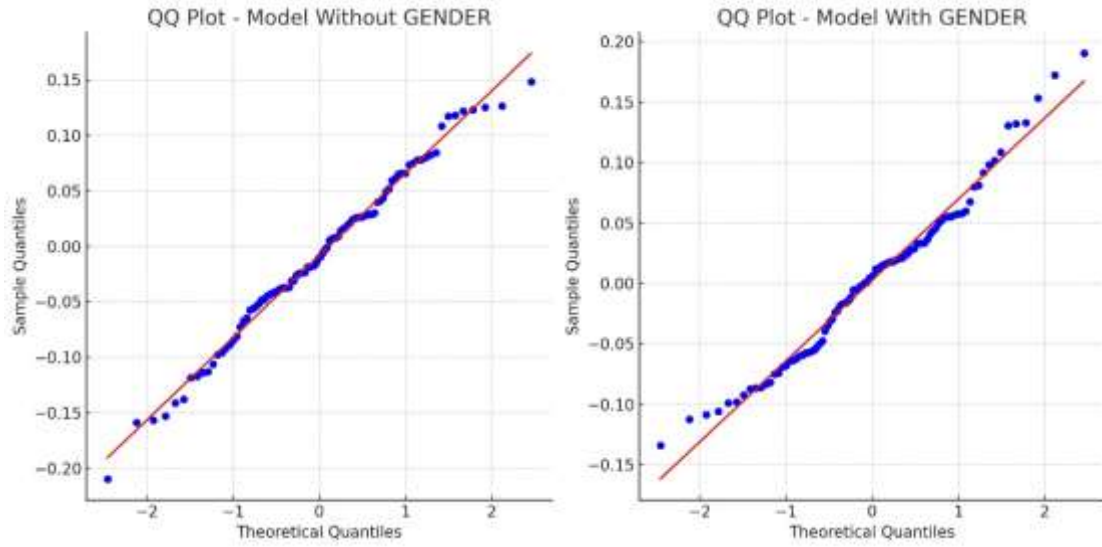 QQ Plot - Model Without GENDER
0.15
0.10
0.05
0.00
−0.05
−0.10
−0.15
−0.20
Sample Quantiles
−2 −1 0 1 2
Theoretical Quantiles
QQ Plot - Model With GENDER
0.20
0.15
0.10
0.05
0.00
−0.05
−0.10
−0.15
Sample Quantiles
−2 −1 0 1 2
Theoretical Quantiles